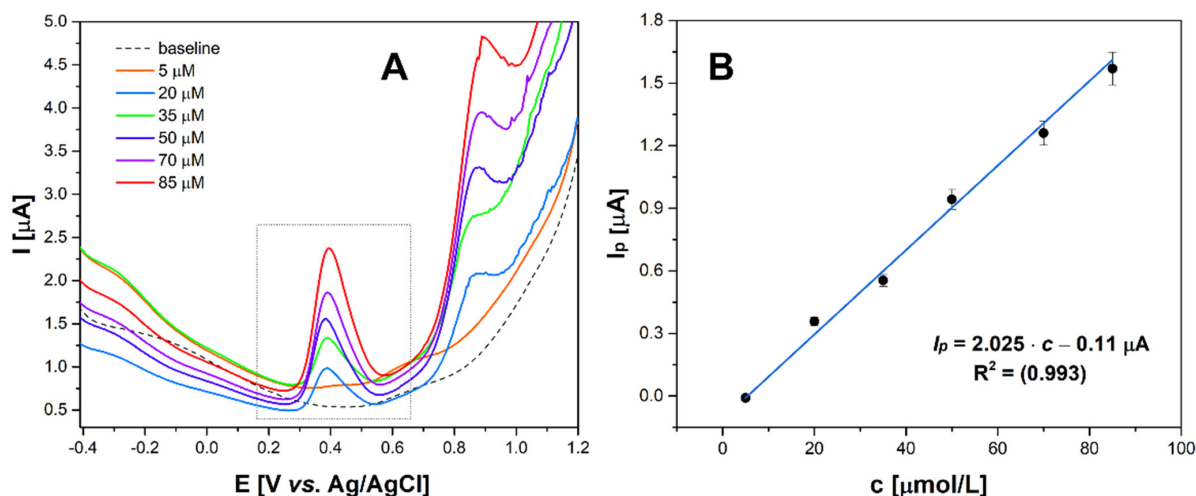 A
baseline
5 μM
20 μM
35 μM
50 μM
70 μM
85 μM
I [μA]
5.0
4.5
4.0
3.5
3.0
2.5
2.0
1.5
1.0
0.5
-0.4
-0.2
0.0
0.2
0.4
0.6
0.8
1.0
1.2
E [V vs. Ag/AgCl]
B
Ip [μA]
1.8
1.5
1.2
0.9
0.6
0.3
0.0
Ip = 2.025 · c − 0.11 μA
R² = (0.993)
0
20
40
60
80
100
c [μmol/L]